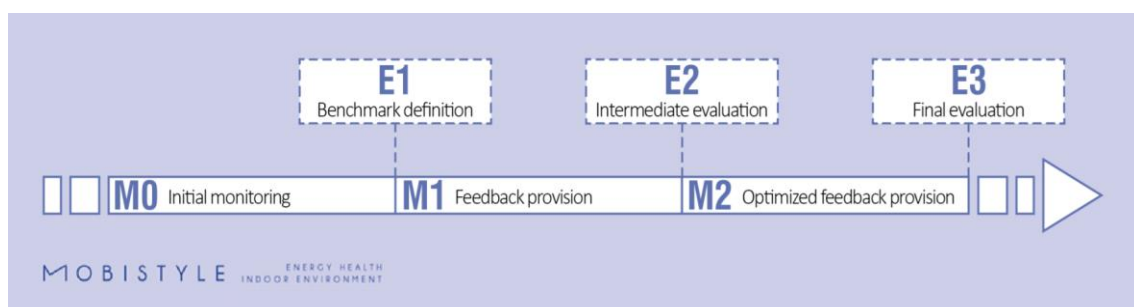 E1
Benchmark definition
E2
Intermediate evaluation
E3
Final evaluation
M0 Initial monitoring
M1 Feedback provision
M2 Optimized feedback provision
MOBISTYLE
ENERGY HEALTH
INDOOR ENVIRONMENT